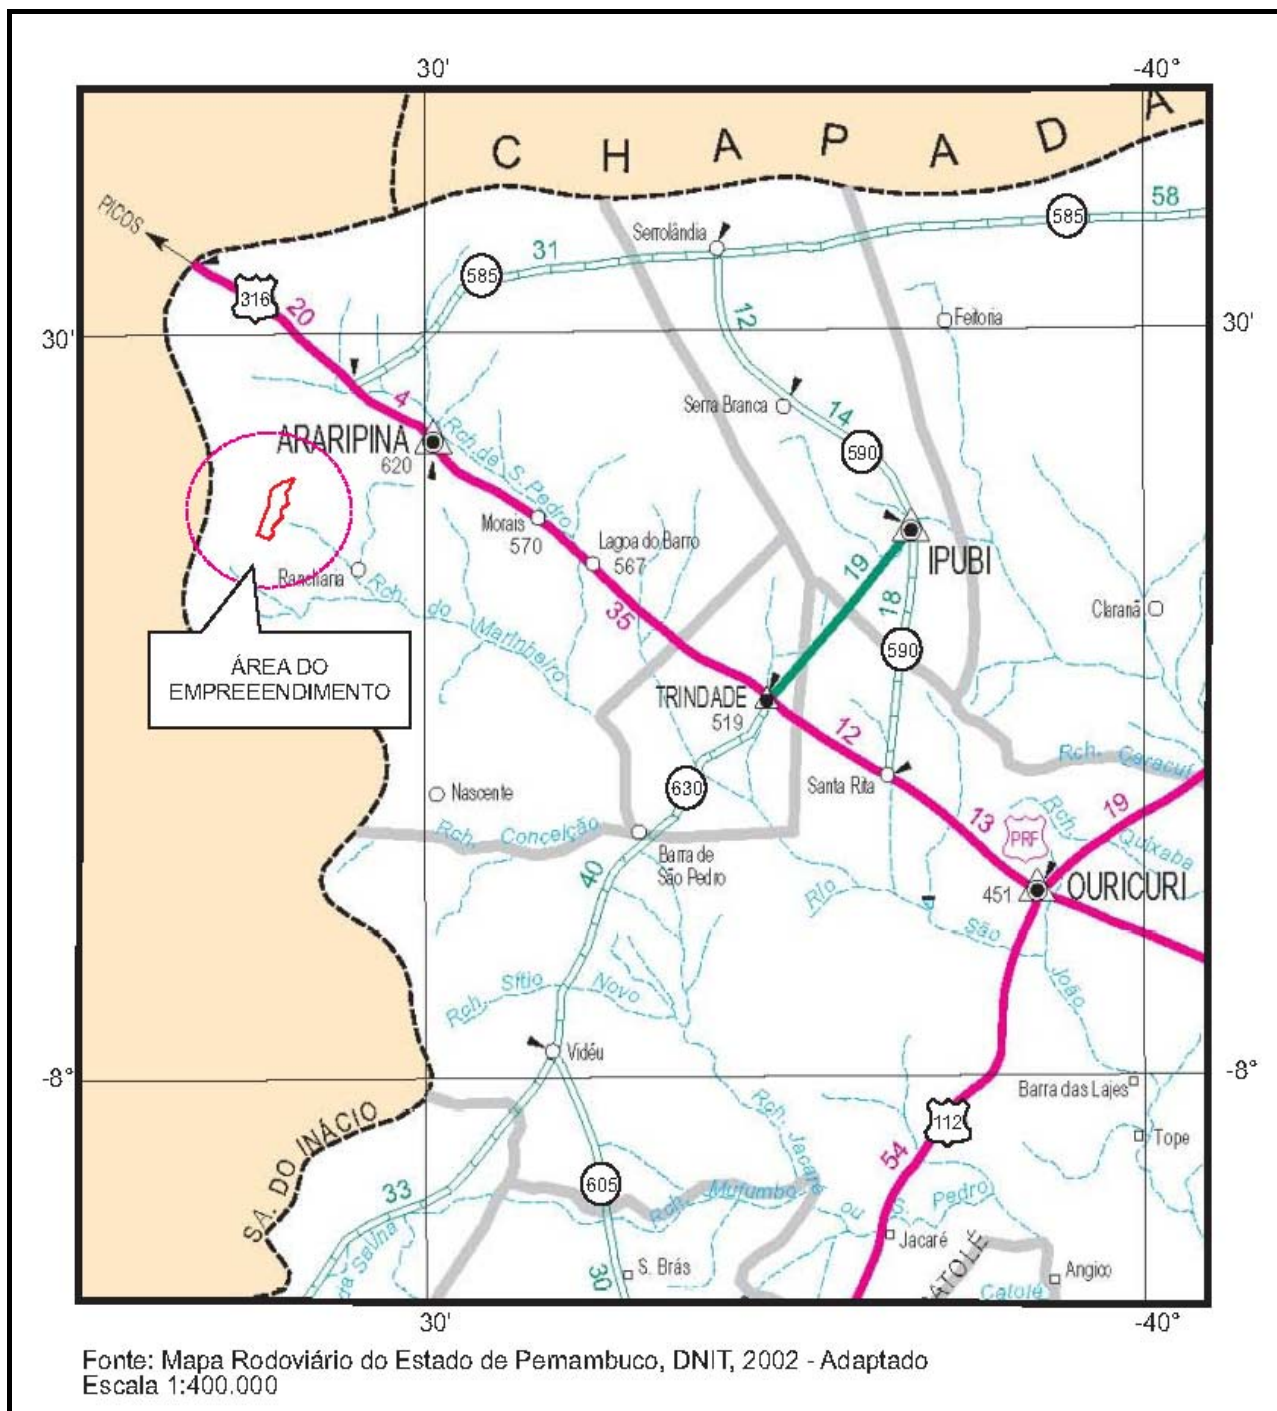 30'
-40°
C H A P A D A
PICOS
58
585
Serrolândia
31
585
316
20
12
Feitoria
30'
30'
4
Serra Branca
14
ARARIPINA
620
590
Rch. de S. Pedro
Morais
570
Lagoa do Barro
567
19
IPUBI
Rancharia
Rch. do Marinheiro
35
18
Claranã
590
ÁREA DO
EMPREEENDIMENTO
TRINDADE
519
12
Rch. Caracuí
630
Santa Rita
Nascente
13
PRF
Rch. Quixaba
19
Rch. Conceição
Barra de
São Pedro
40
Rio São João
451
OURICURI
Rch. Sítio Novo
Vidéu
-8°
-8°
Rch. Jacaré
Barra das Lajes
112
Tope
SA. DO INÁCIO
54
33
605
Rch. Mufumbo
ou S. Pedro
Jacaré
ATOLÉ
S. Brás
30
Angico
Catolé
30'
-40°
Fonte: Mapa Rodoviário do Estado de Pernambuco, DNIT, 2002 - Adaptado
Escala 1:400.000